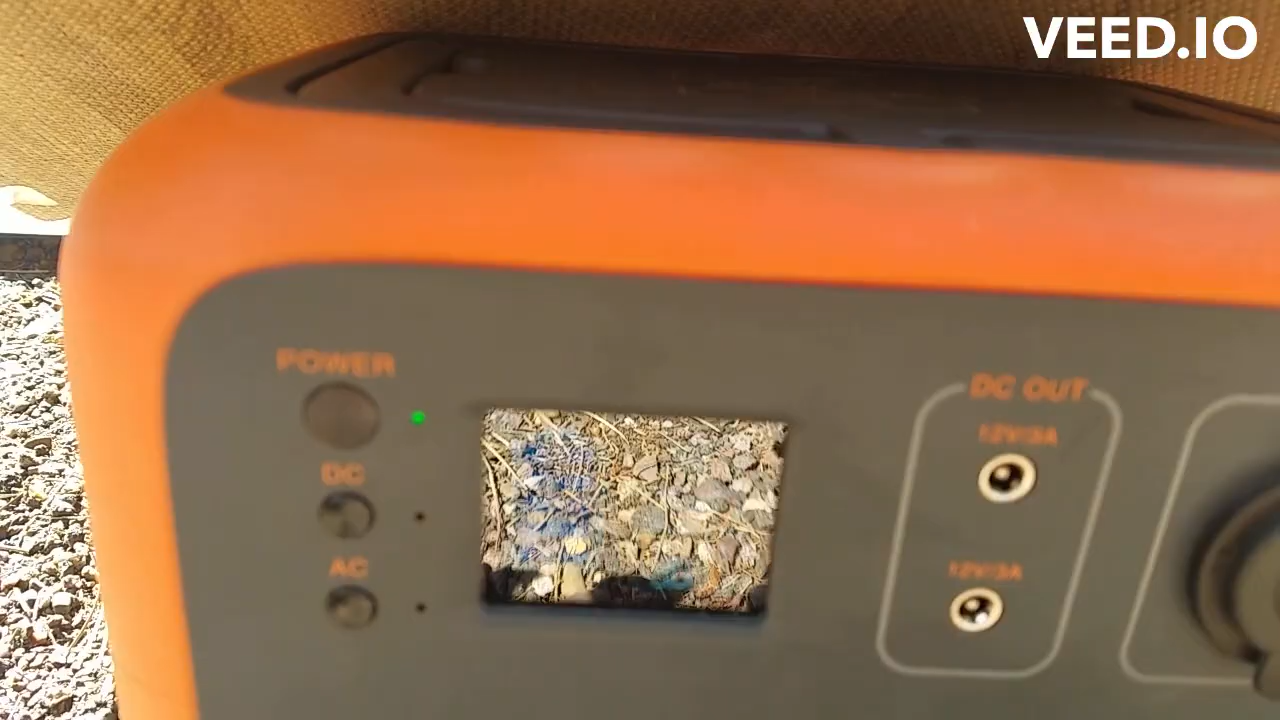 VEED.IO
POWER
DC OUT
12V/3A
DC
12V/3A
AC